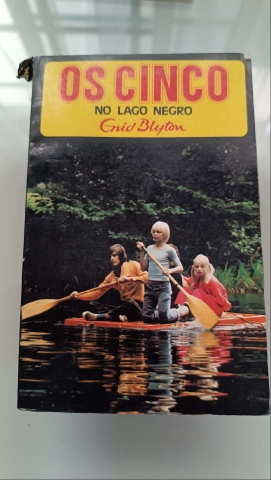 OS CINCO
NO LAGO NEGRO
Enid Blyton